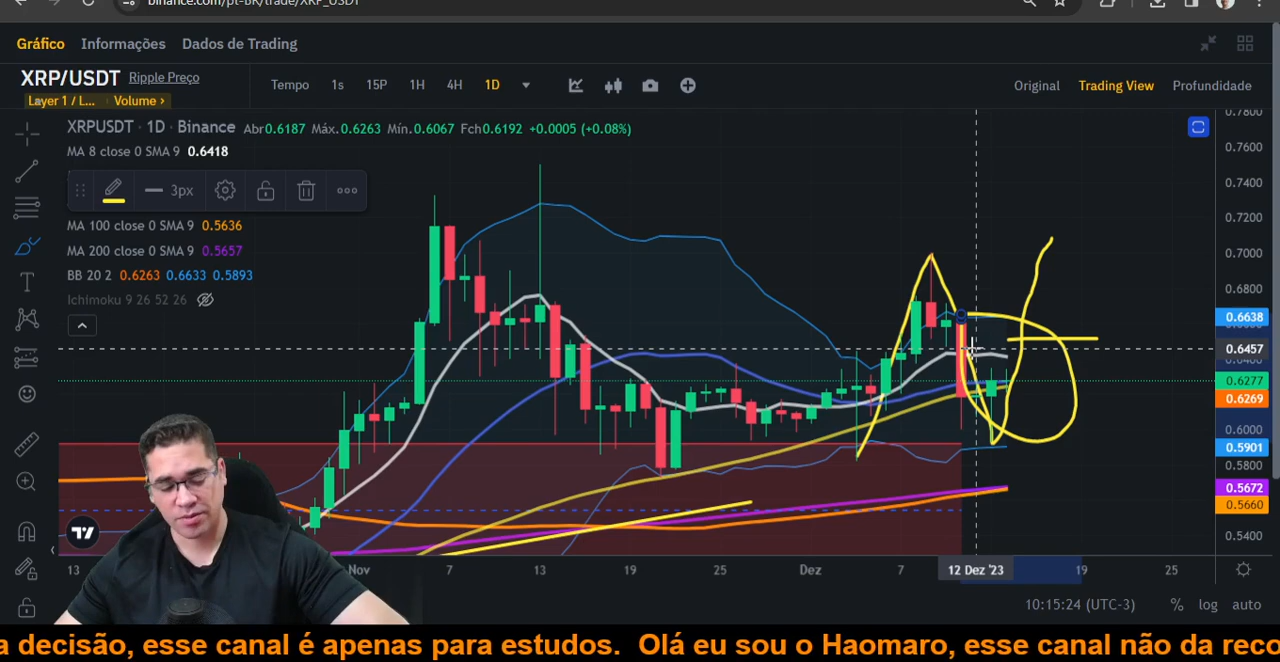 binance.com/pt-BR/trade/XRP_USDT
Gráfico Informações Dados de Trading
XRP/USDT Ripple Preço
Layer 1 / L... Volume ›
Tempo 1s 15P 1H 4H 1D
Original Trading View Profundidade
XRPUSDT · 1D · Binance Abr0.6187 Máx.0.6263 Mín.0.6067 Fch0.6192 +0.0005 (+0.08%)
MA 8 close 0 SMA 9 0.6418
3px
MA 100 close 0 SMA 9 0.5636
MA 200 close 0 SMA 9 0.5657
BB 20 2 0.6263 0.6633 0.5893
Ichimoku 9 26 52 26
0.7800
0.7600
0.7400
0.7200
0.7000
0.6800
0.6638
0.6457
0.6277
0.6269
0.6000
0.5901
0.5800
0.5672
0.5660
0.5400
13 Nov 7 13 19 25 Dez 7 12 Dez '23 19 25
10:15:24 (UTC-3) % log auto
a decisão, esse canal é apenas para estudos. Olá eu sou o Haomaro, esse canal não da reco